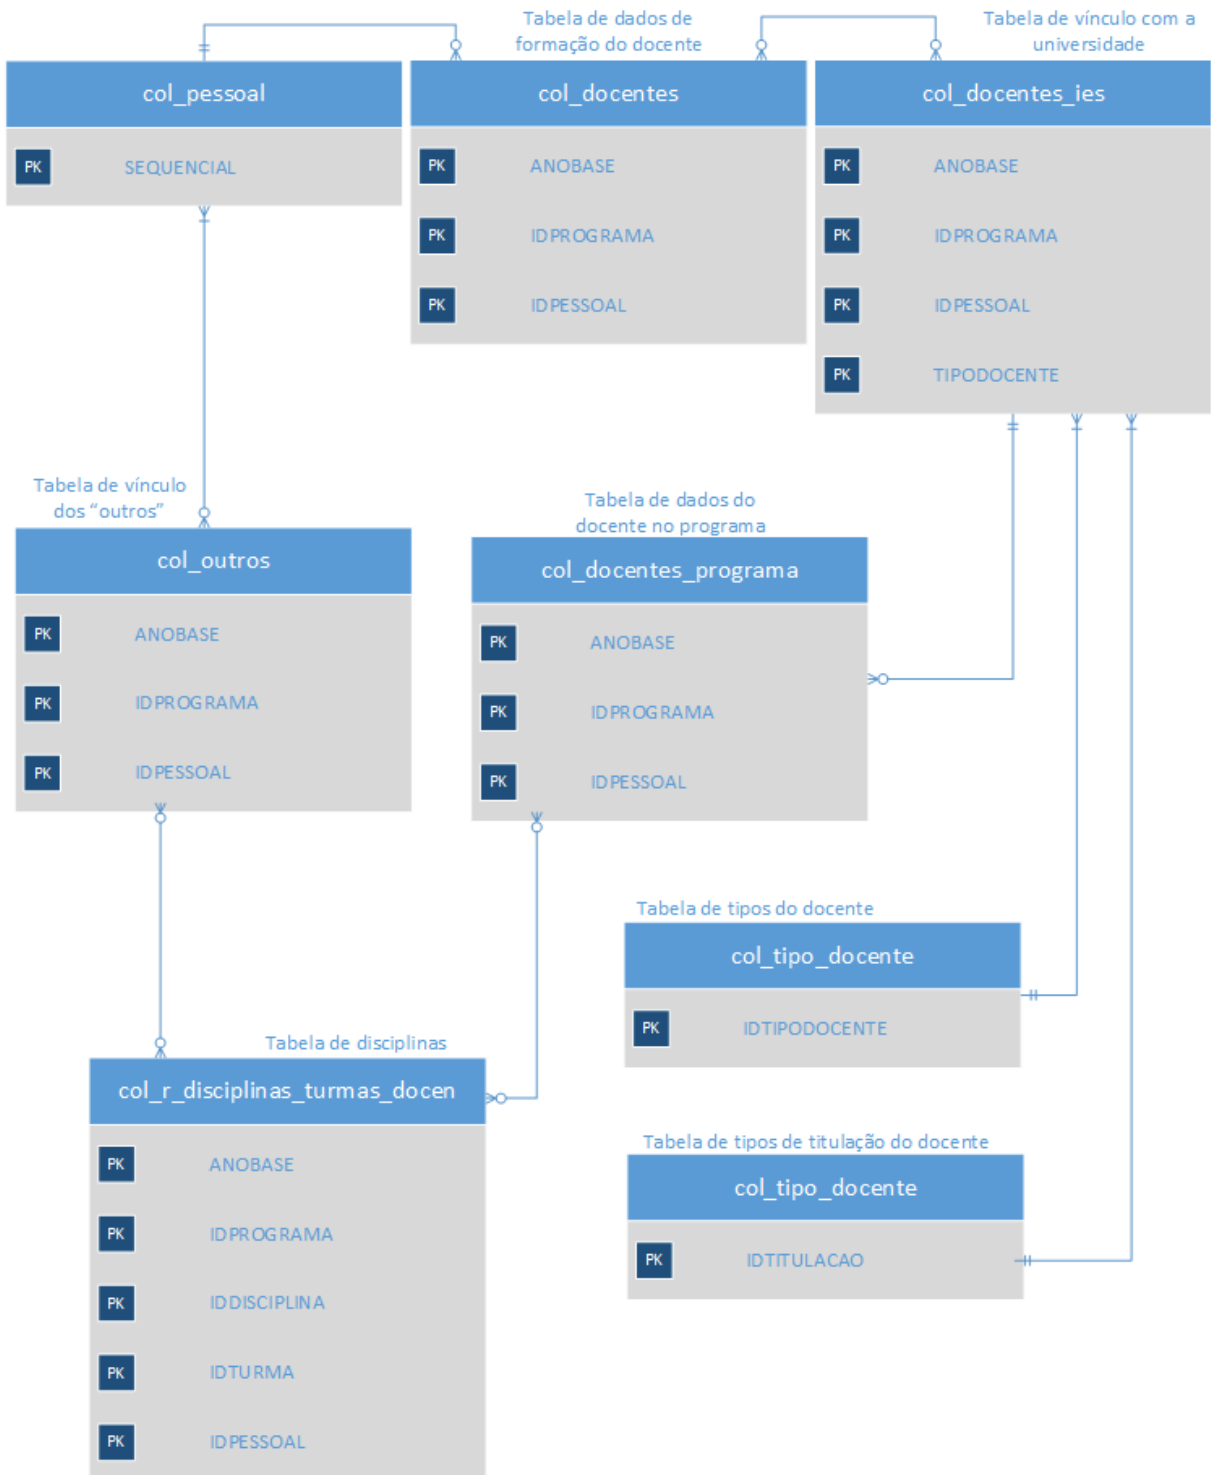 Tabela de dados de
formação do docente
Tabela de vínculo com a
universidade
col_pessoal
PK SEQUENCIAL
col_docentes
PK ANOBASE
PK IDPROGRAMA
PK IDPESSOAL
col_docentes_ies
PK ANOBASE
PK IDPROGRAMA
PK IDPESSOAL
PK TIPODOCENTE
Tabela de vínculo
dos “outros”
col_outros
PK ANOBASE
PK IDPROGRAMA
PK IDPESSOAL
Tabela de dados do
docente no programa
col_docentes_programa
PK ANOBASE
PK IDPROGRAMA
PK IDPESSOAL
Tabela de tipos do docente
col_tipo_docente
PK IDTIPODOCENTE
Tabela de disciplinas
col_r_disciplinas_turmas_docen
PK ANOBASE
PK IDPROGRAMA
PK IDDISCIPLINA
PK IDTURMA
PK IDPESSOAL
Tabela de tipos de titulação do docente
col_tipo_docente
PK IDTITULACAO